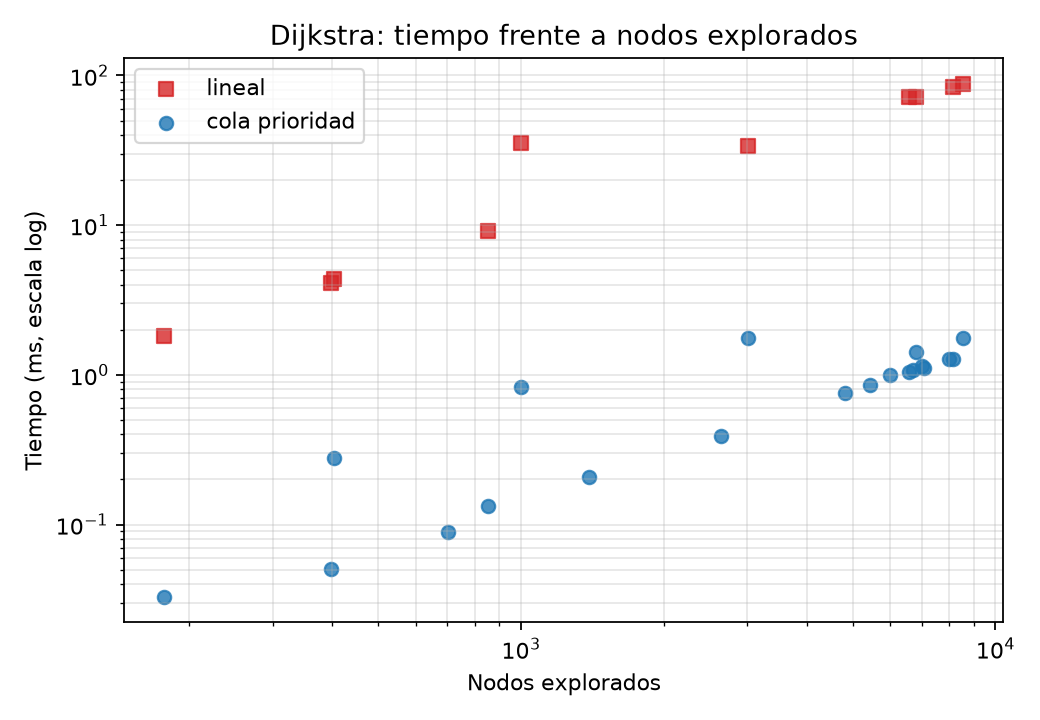 Dijkstra: tiempo frente a nodos explorados
lineal
cola prioridad
Tiempo (ms, escala log)
10²
10¹
10⁰
10⁻¹
10³
10⁴
Nodos explorados